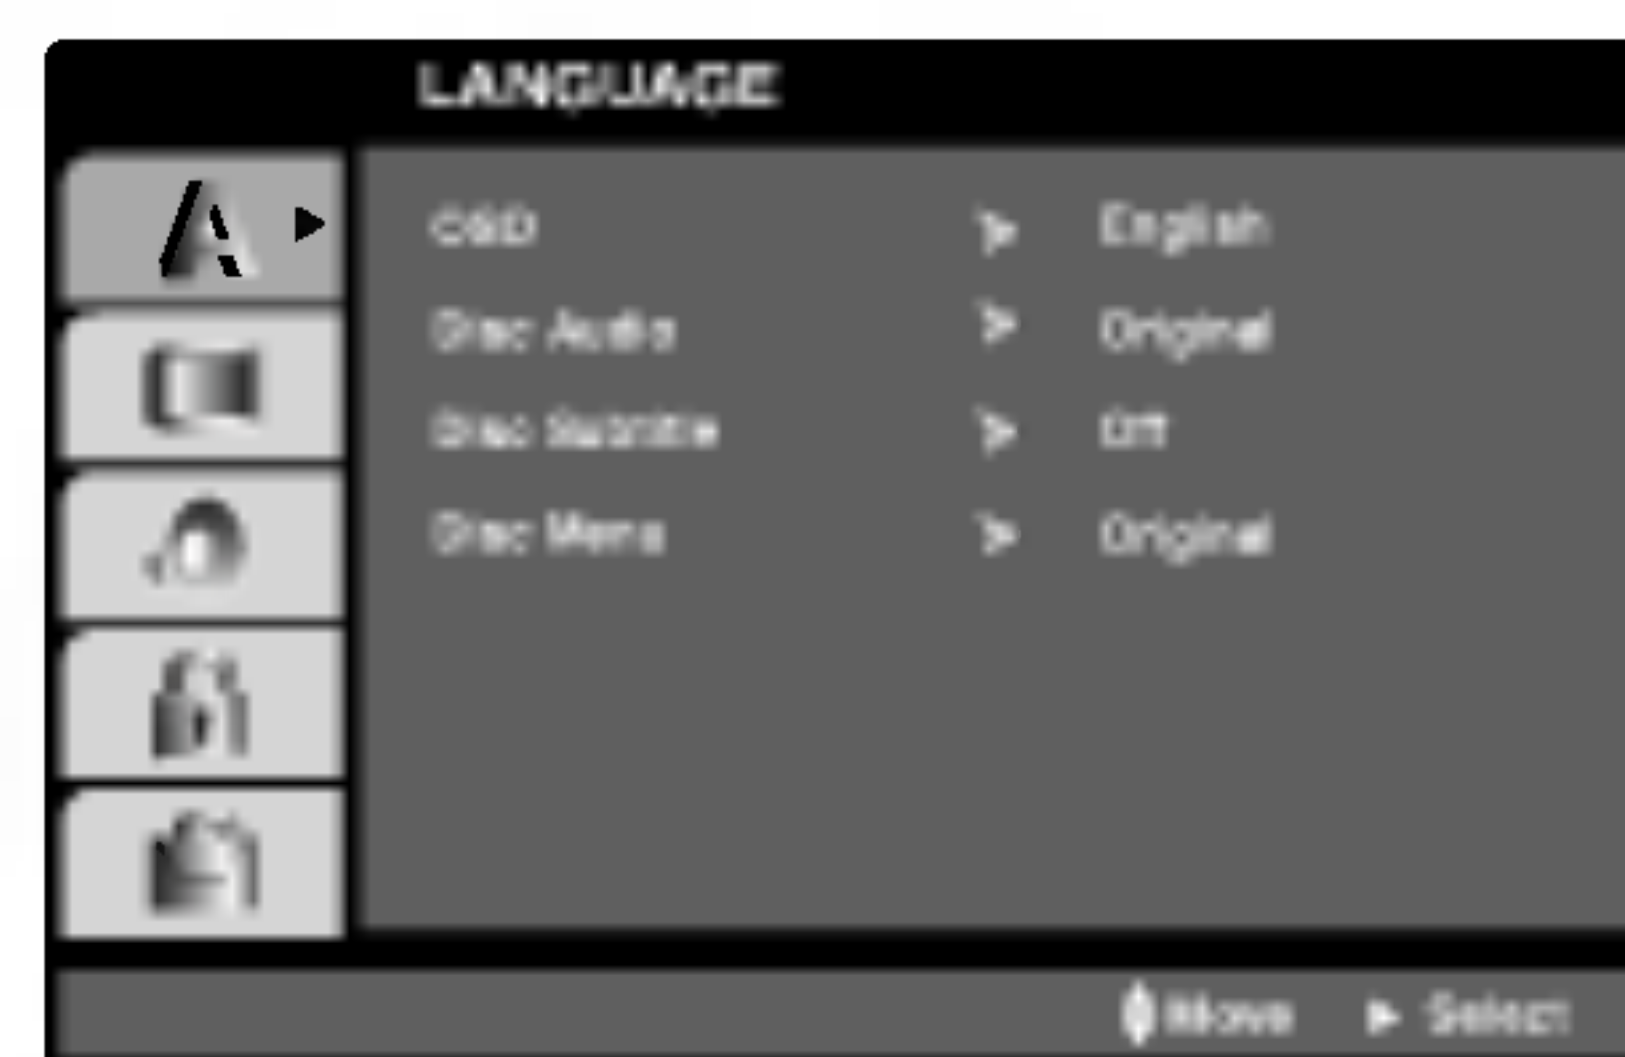 LANGUAGE
OSD English
Disc Audio Original
Disc Subtitle Off
Disc Menu Original
Move Select